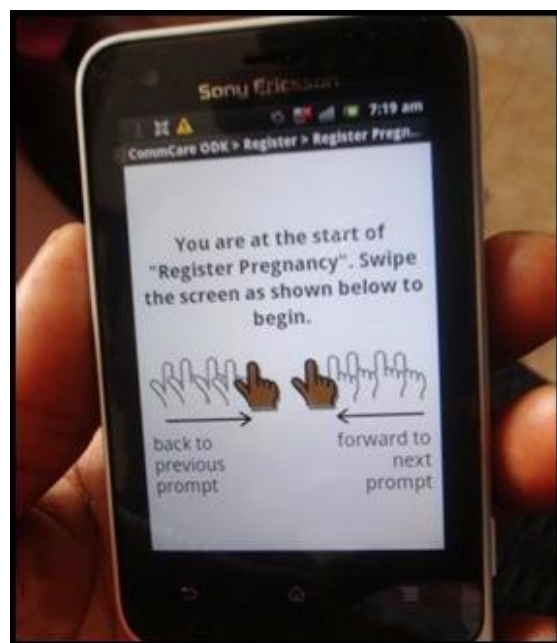 Sony Ericsson
7:19 am
CommCare ODK > Register > Register Pregn...
You are at the start of
"Register Pregnancy". Swipe
the screen as shown below to
begin.
back to
previous
prompt
forward to
next
prompt